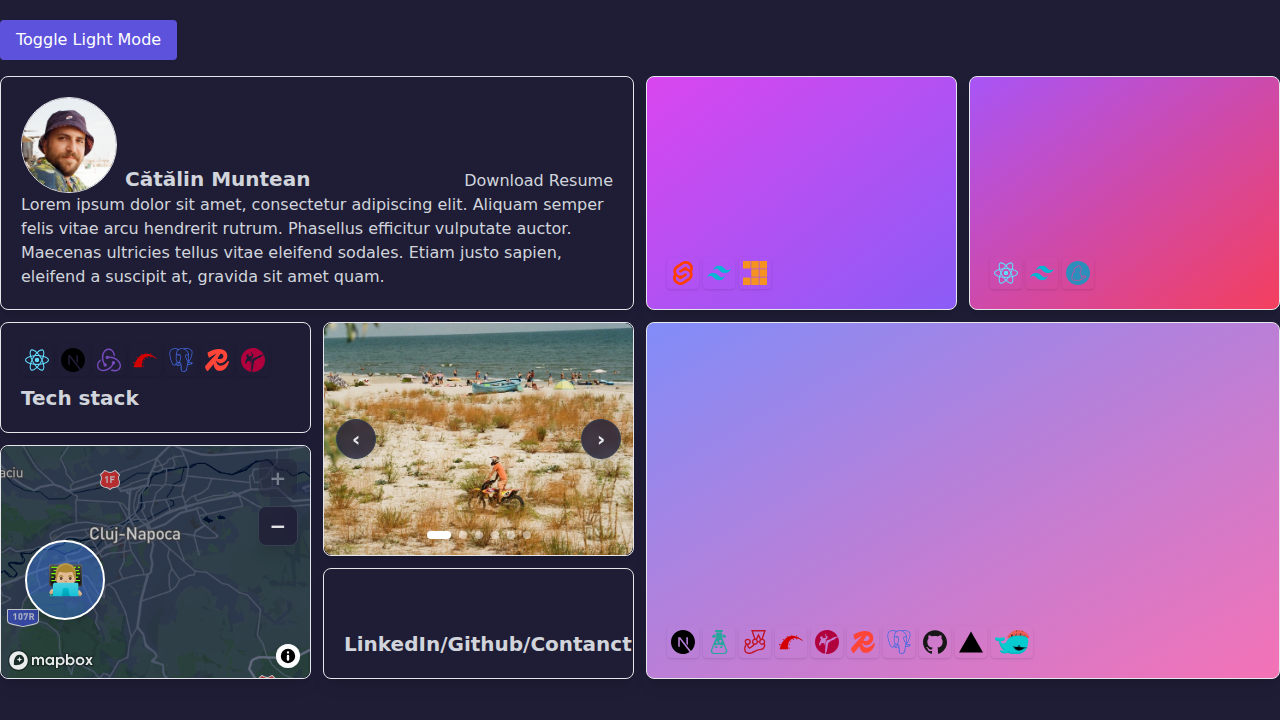 Toggle Light Mode
Cătălin Muntean
Download Resume
Lorem ipsum dolor sit amet, consectetur adipiscing elit. Aliquam semper
felis vitae arcu hendrerit rutrum. Phasellus efficitur vulputate auctor.
Maecenas ultricies tellus vitae eleifend sodales. Etiam justo sapien,
eleifend a suscipit at, gravida sit amet quam.
Tech stack
aciu
1F
Cluj-Napoca
107R
mapbox
LinkedIn/Github/Contanct